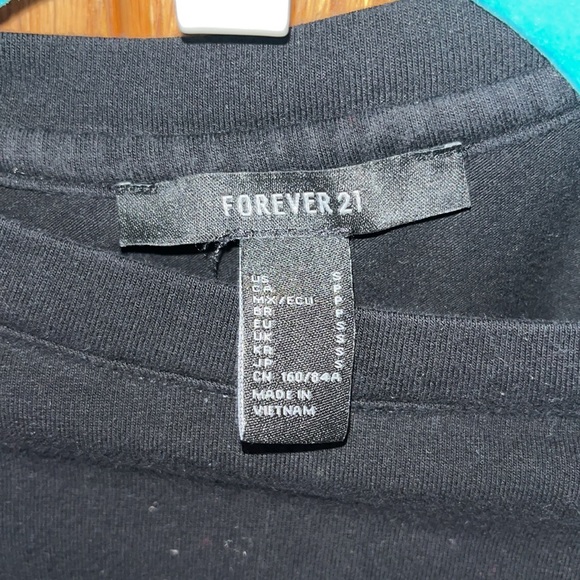 FOREVER 21
US S
CA P
MX/ECU P
BR P
EU S
UK S
KR S
JP S
CN 160/84A
MADE IN
VIETNAM